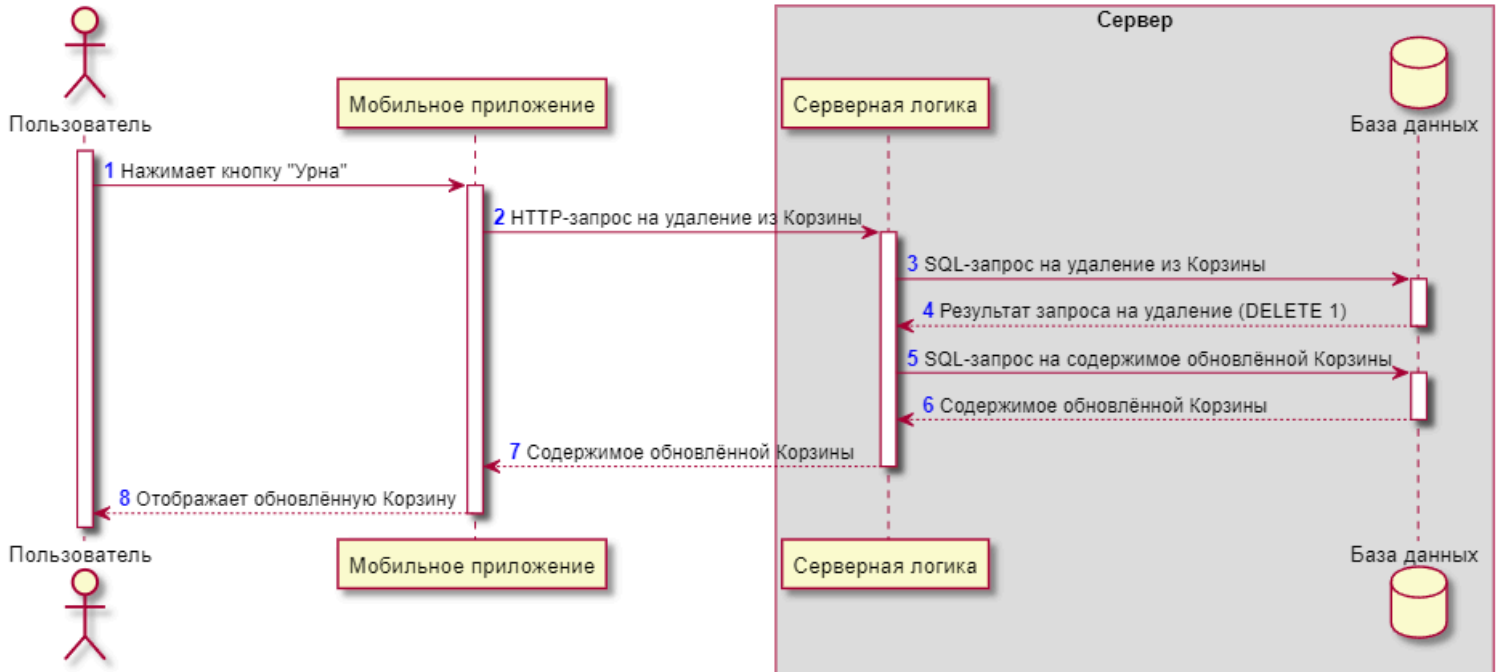 Сервер
Пользователь
Мобильное приложение
Серверная логика
База данных
1 Нажимает кнопку "Урна"
2 HTTP-запрос на удаление из Корзины
3 SQL-запрос на удаление из Корзины
4 Результат запроса на удаление (DELETE 1)
5 SQL-запрос на содержимое обновлённой Корзины
6 Содержимое обновлённой Корзины
7 Содержимое обновлённой Корзины
8 Отображает обновлённую Корзину
Пользователь
Мобильное приложение
Серверная логика
База данных